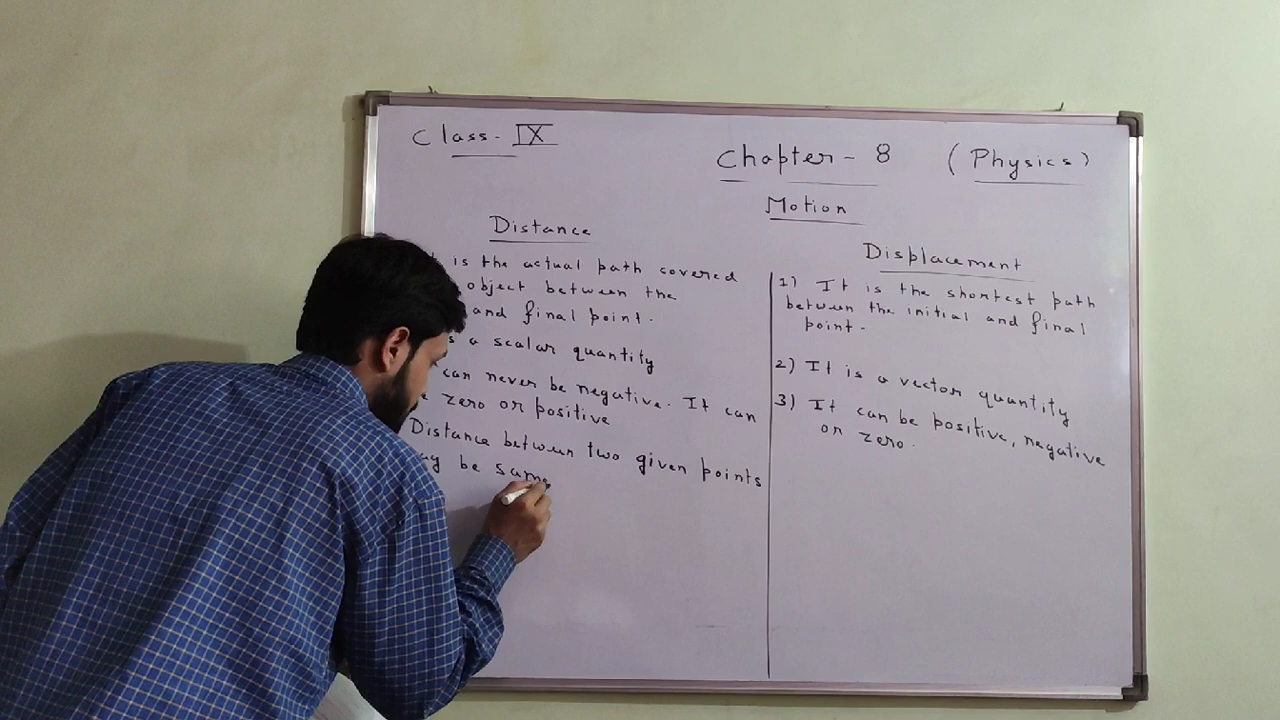 Class- IX
Chapter - 8 (Physics)
Motion
Distance
is the actual path covered
object between the
and final point.
a scalar quantity
can never be negative. It can
zero or positive
Distance between two given points
be same
Displacement
1) It is the shortest path
between the initial and final
point.
2) It is a vector quantity
3) It can be positive, negative
or zero.